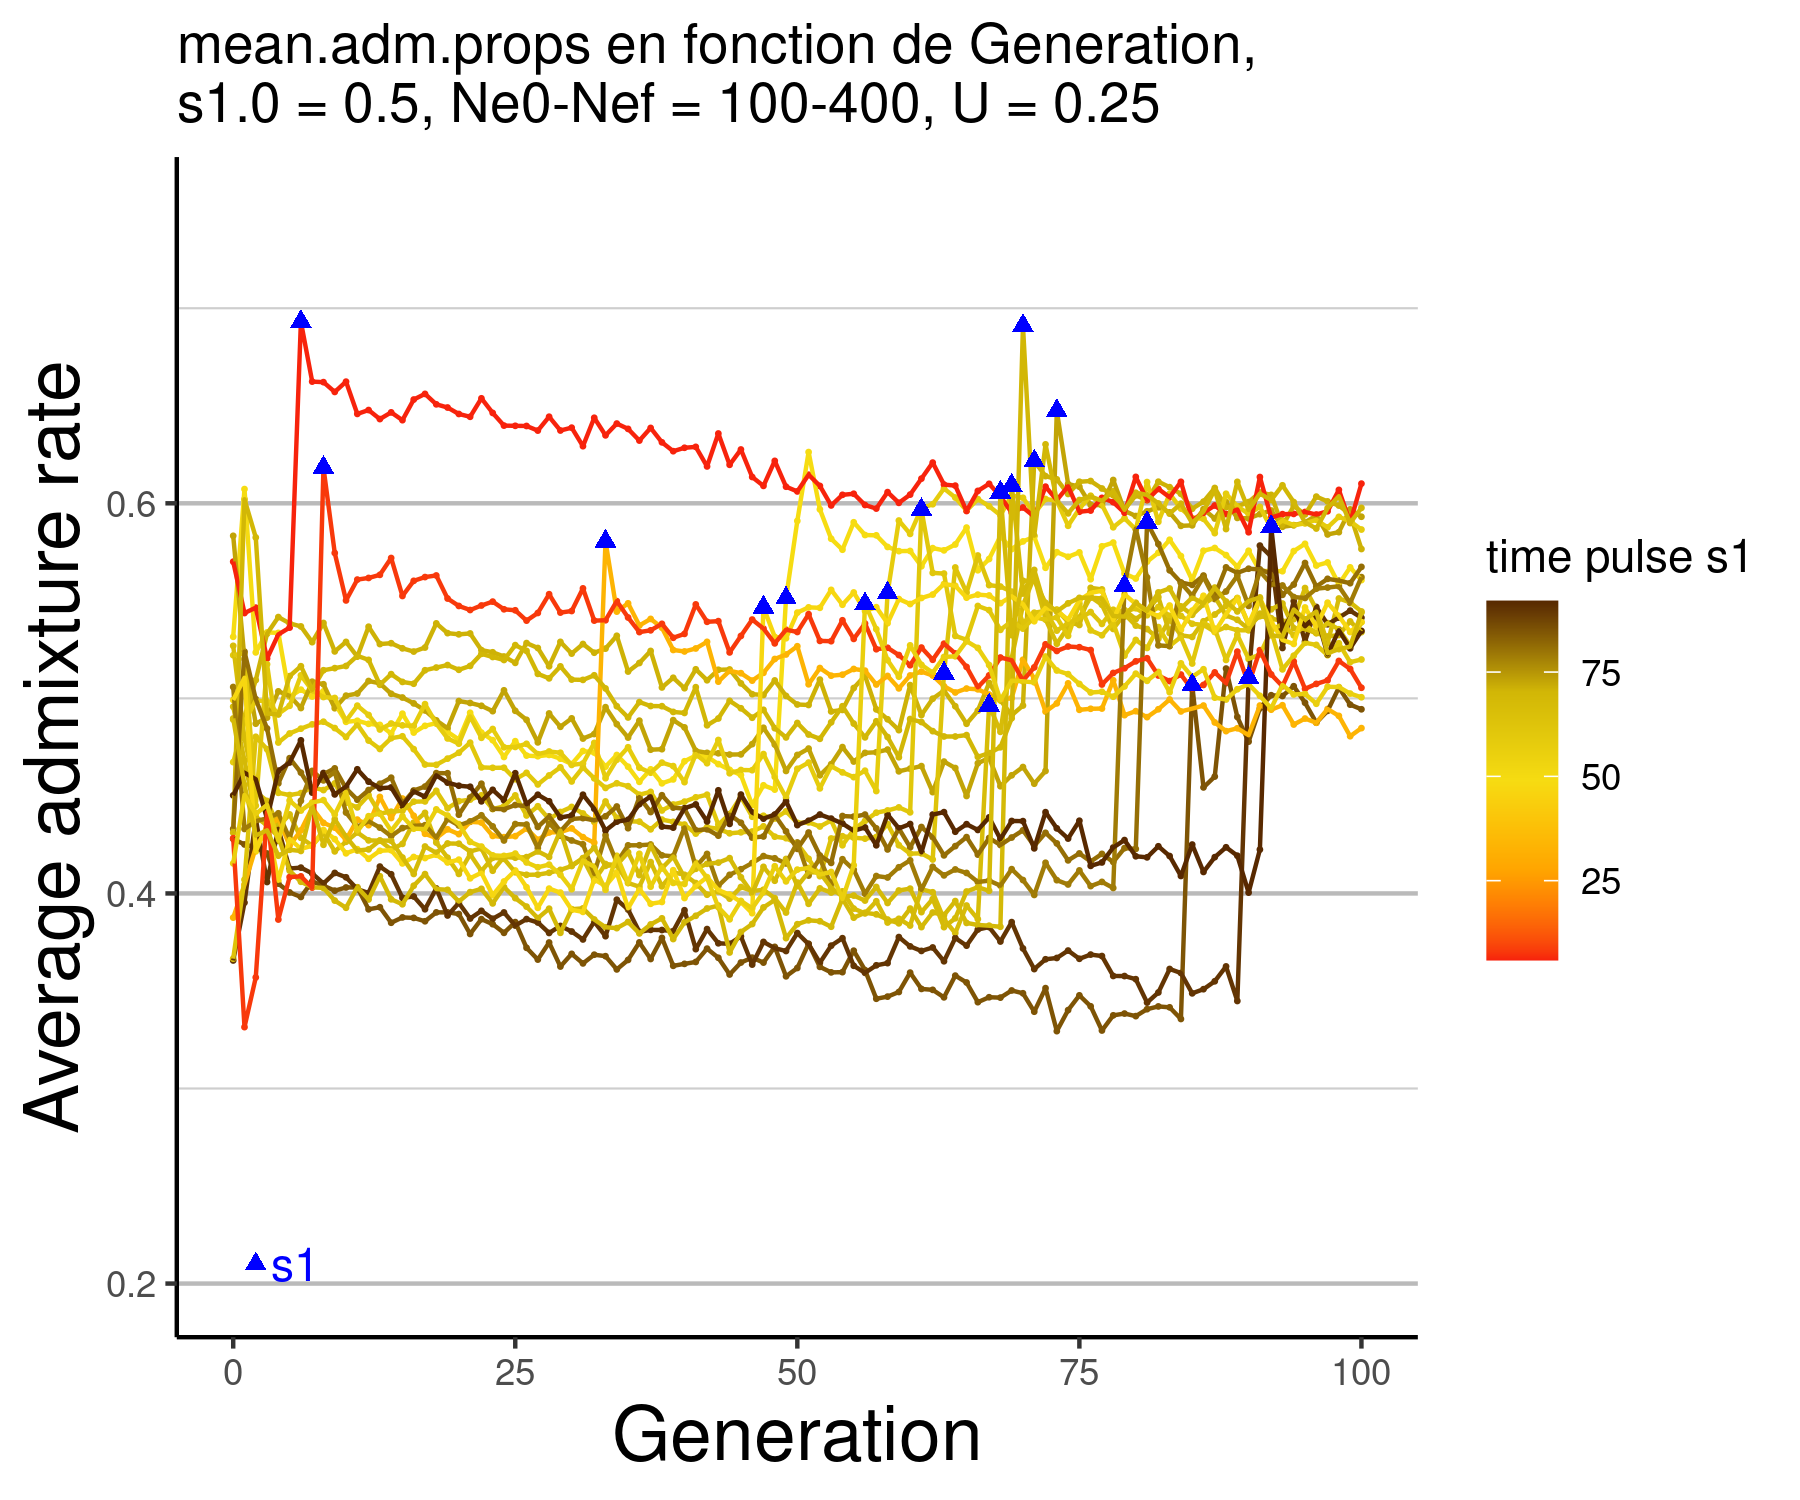 mean.adm.props en fonction de Generation,
s1.0 = 0.5, Ne0-Nef = 100-400, U = 0.25
Average admixture rate
0.6
0.4
0.2
s1
0 25 50 75 100
Generation
time pulse s1
75
50
25